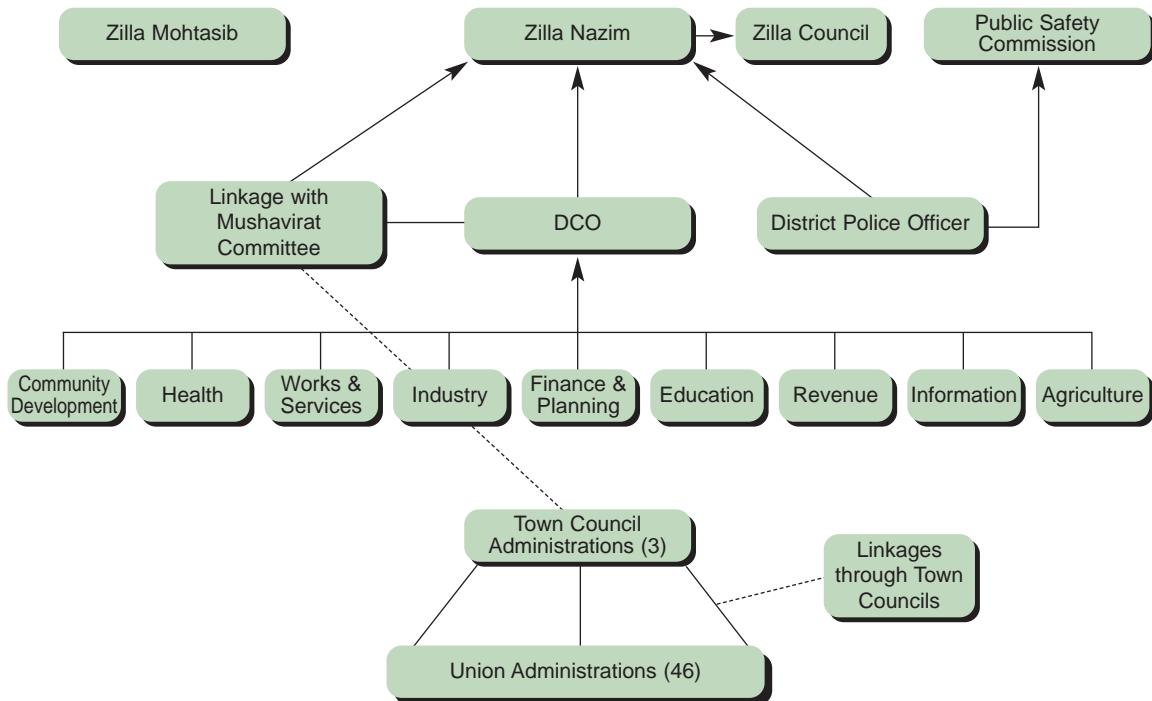 Zilla Mohtasib
Zilla Nazim
Zilla Council
Public Safety
Commission
Linkage with
Mushavirat
Committee
DCO
District Police Officer
Community
Development
Health
Works &
Services
Industry
Finance &
Planning
Education
Revenue
Information
Agriculture
Town Council
Administrations (3)
Linkages
through Town
Councils
Union Administrations (46)